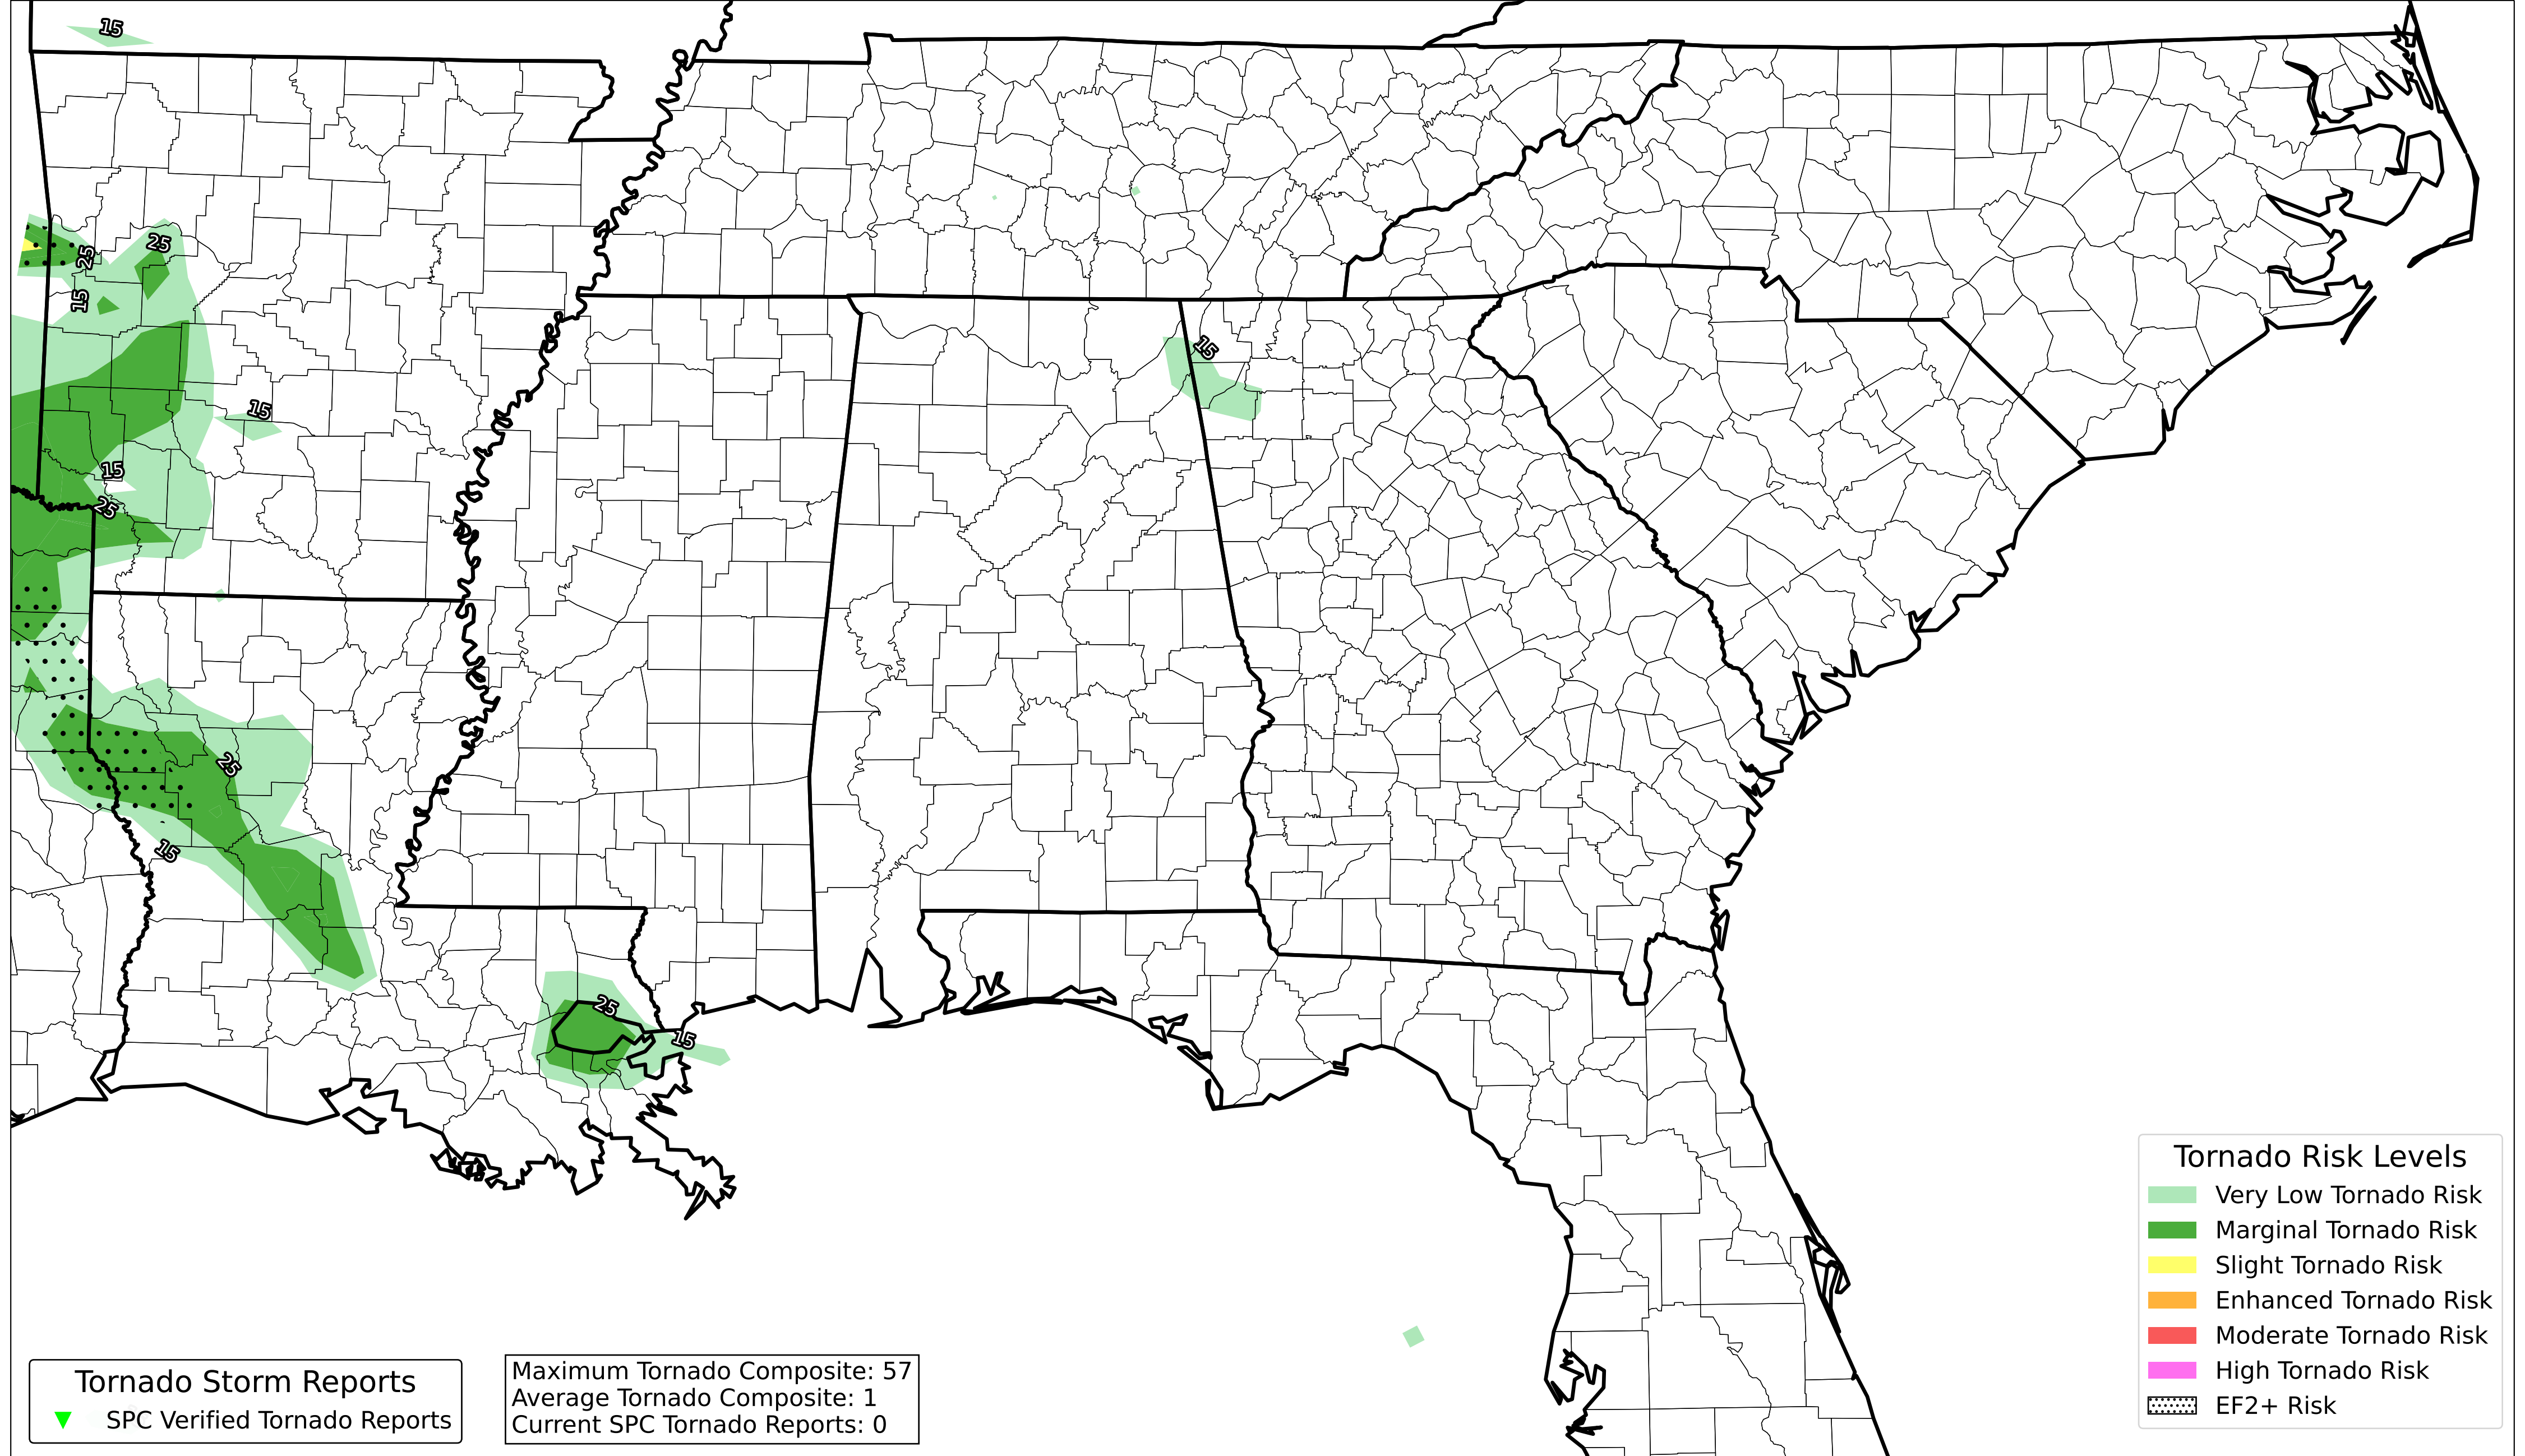 15
25
25
15
15
15
15
25
25
15
25
15
Tornado Storm Reports
SPC Verified Tornado Reports
Maximum Tornado Composite: 57
Average Tornado Composite: 1
Current SPC Tornado Reports: 0
Tornado Risk Levels
Very Low Tornado Risk
Marginal Tornado Risk
Slight Tornado Risk
Enhanced Tornado Risk
Moderate Tornado Risk
High Tornado Risk
EF2+ Risk